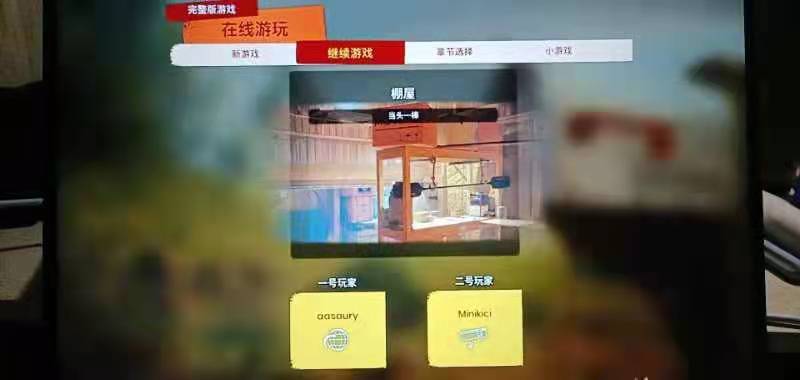 完整版游戏
在线游玩
新游戏
继续游戏
章节选择
小游戏
棚屋
当头一棒
一号玩家
二号玩家
aasaury
Minikici